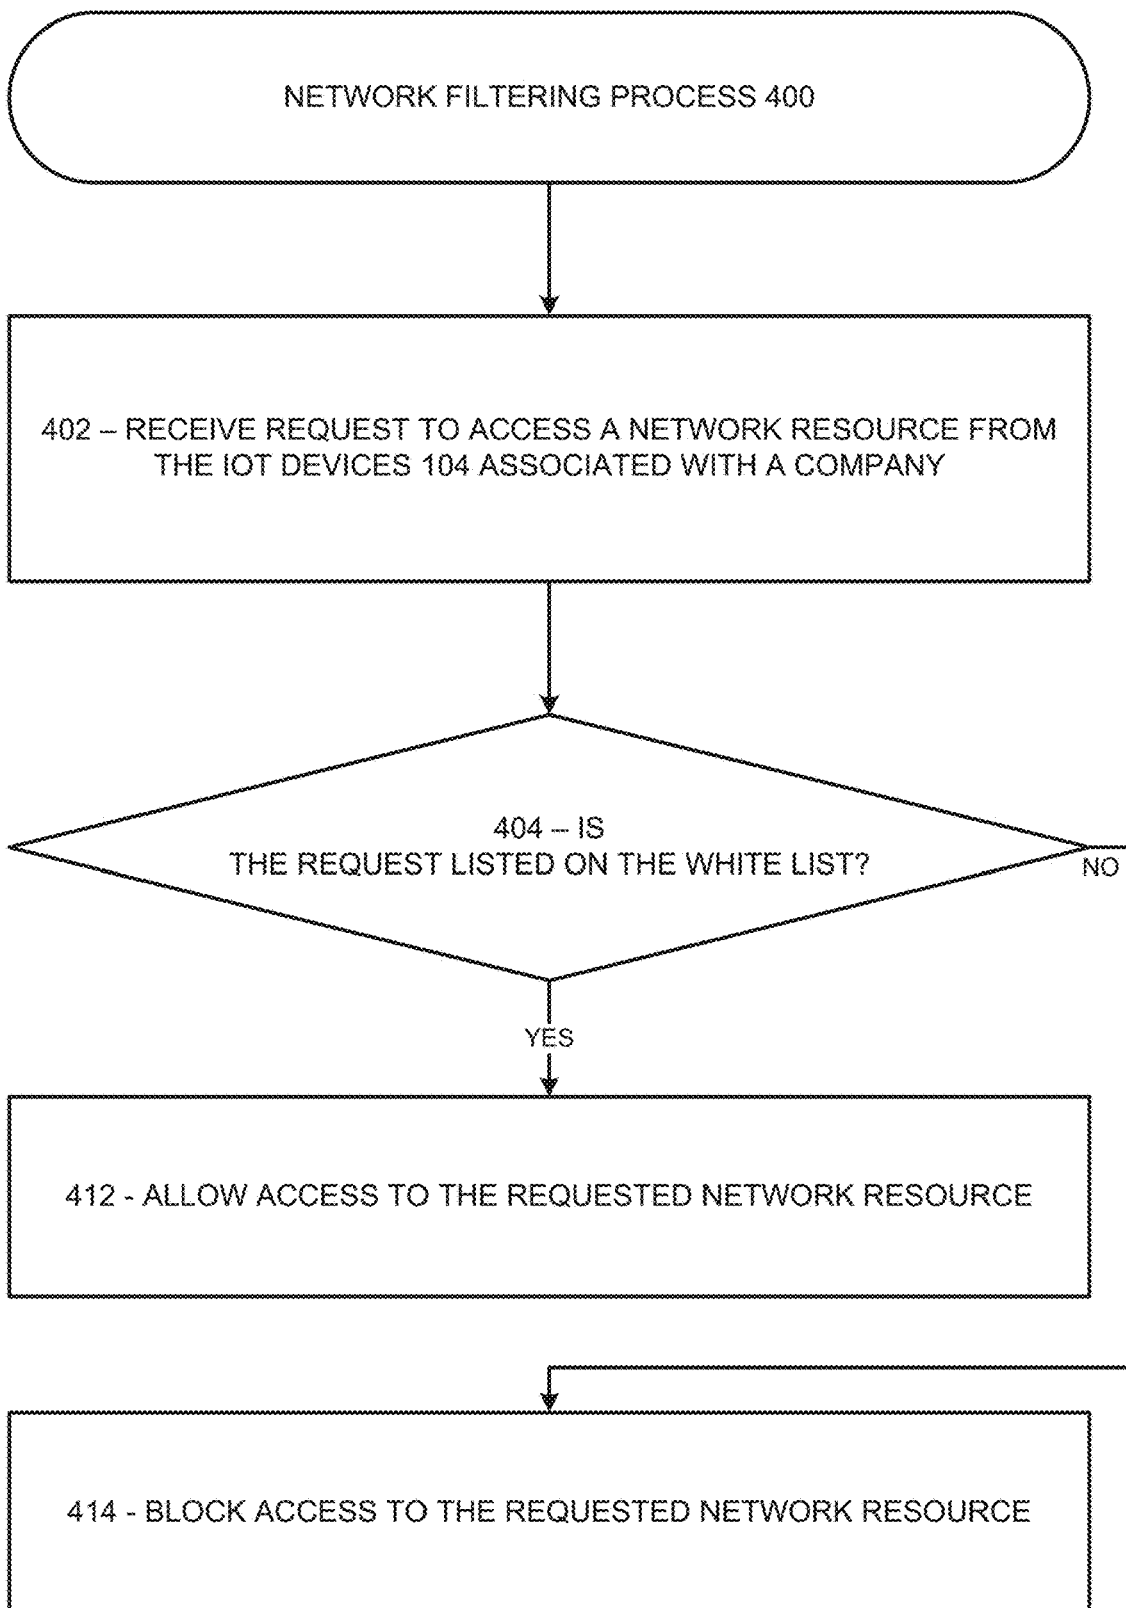 NETWORK FILTERING PROCESS 400
402 – RECEIVE REQUEST TO ACCESS A NETWORK RESOURCE FROM
THE IOT DEVICES 104 ASSOCIATED WITH A COMPANY
404 – IS
THE REQUEST LISTED ON THE WHITE LIST?
NO
YES
412 - ALLOW ACCESS TO THE REQUESTED NETWORK RESOURCE
414 - BLOCK ACCESS TO THE REQUESTED NETWORK RESOURCE